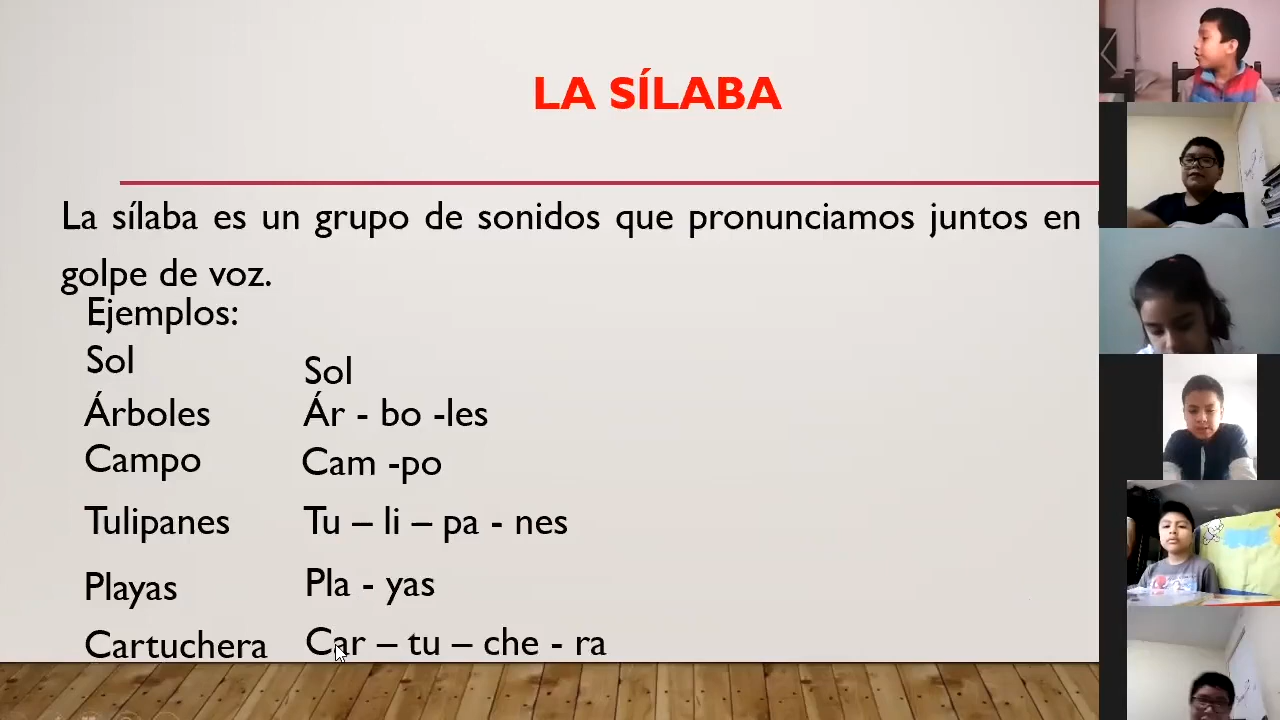 LA SÍLABA
La sílaba es un grupo de sonidos que pronunciamos juntos en
golpe de voz.
Ejemplos:
Sol Sol
Árboles Ár - bo -les
Campo Cam -po
Tulipanes Tu – li – pa - nes
Playas Pla - yas
Cartuchera Car – tu – che - ra